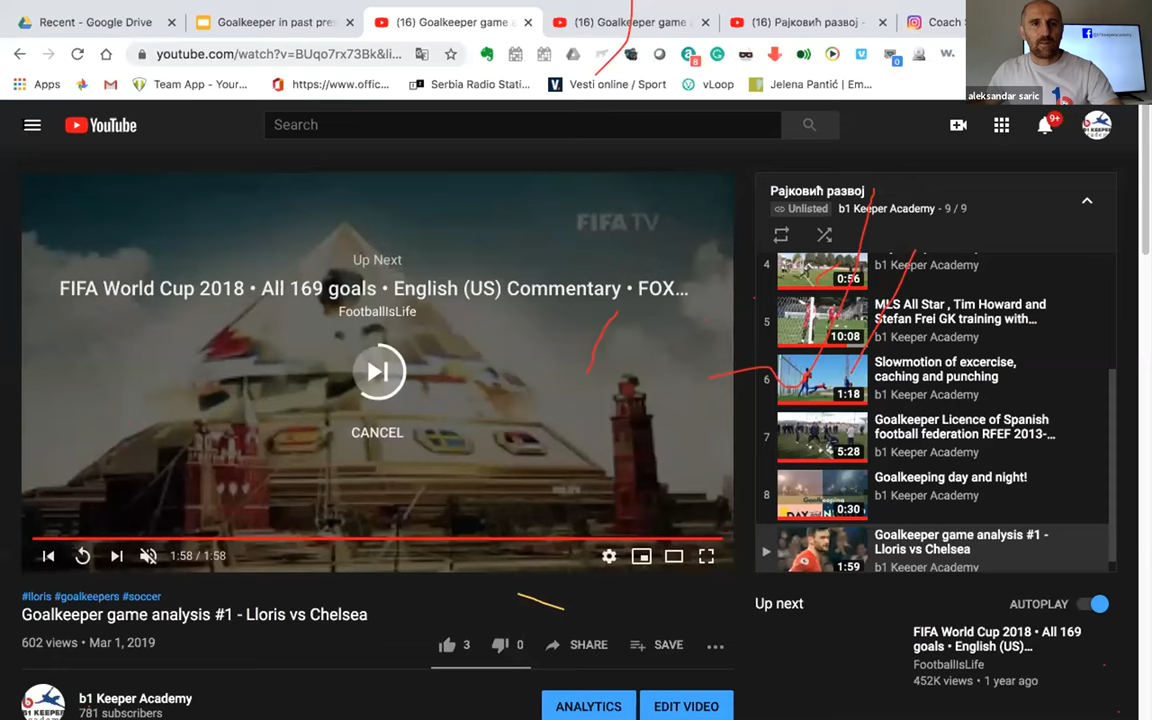 Recent - Google Drive
Goalkeeper in past pres
(16) Goalkeeper game a
(16) Goalkeeper game
(16) Рајковић развој -
Coach S
youtube.com/watch?v=BUqo7r73Bk&li...
8
0
w.
Apps
Team App - Your...
https://www.offic...
Serbia Radio Stati...
Vesti online / Sport
vLoop
Jelena Pantić | Em...
aleksandar saric
YouTube
Search
9+
FIFA TV
Up Next
FIFA World Cup 2018 • All 169 goals • English (US) Commentary • FOX...
FootballIsLife
CANCEL
1:58 / 1:58
Рајковић развој
Unlisted
b1 Keeper Academy - 9 / 9
4
0:56
b1 Keeper Academy
5
10:08
MLS All Star , Tim Howard and
Stefan Frei GK training with...
b1 Keeper Academy
6
1:18
Slowmotion of excercise,
caching and punching
b1 Keeper Academy
7
5:28
Goalkeeper Licence of Spanish
football federation RFEF 2013-...
b1 Keeper Academy
8
0:30
Goalkeeping day and night!
b1 Keeper Academy
1:59
Goalkeeper game analysis #1 -
Lloris vs Chelsea
b1 Keeper Academy
#lloris #goalkeepers #soccer
Goalkeeper game analysis #1 - Lloris vs Chelsea
602 views • Mar 1, 2019
3
0
SHARE
SAVE
Up next
AUTOPLAY
FIFA World Cup 2018 • All 169
goals • English (US)...
FootballIsLife
452K views • 1 year ago
b1 Keeper Academy
781 subscribers
ANALYTICS
EDIT VIDEO